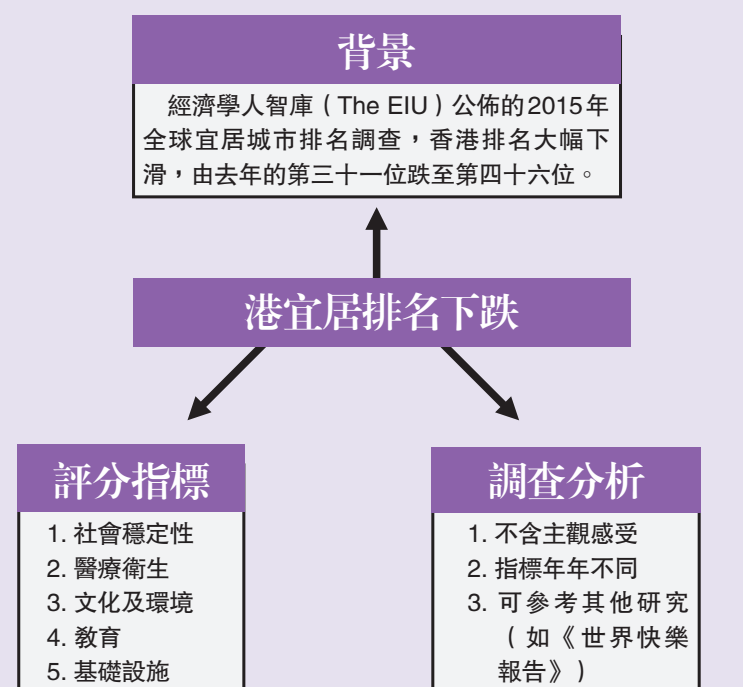 背景
經濟學人智庫（The EIU）公佈的2015年
全球宜居城市排名調查，香港排名大幅下
滑，由去年的第三十一位跌至第四十六位。
港宜居排名下跌
評分指標
1. 社會穩定性
2. 醫療衛生
3. 文化及環境
4. 教育
5. 基礎設施
調查分析
1. 不含主觀感受
2. 指標年年不同
3. 可參考其他研究
（如《世界快樂
報告》）